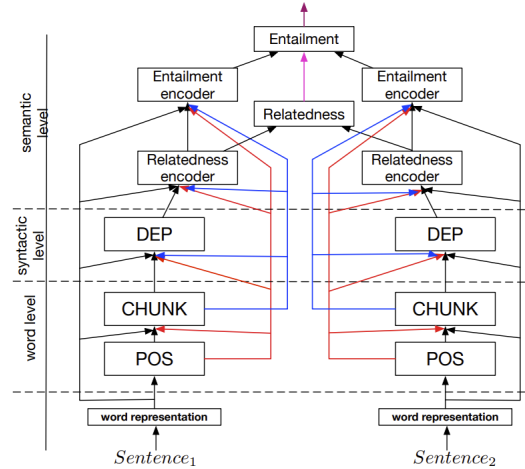 Entailment
Entailment
encoder
Entailment
encoder
Relatedness
semantic
level
Relatedness
encoder
Relatedness
encoder
syntactic
level
DEP
DEP
word level
CHUNK
CHUNK
POS
POS
word representation
word representation
Sentence₁
Sentence₂